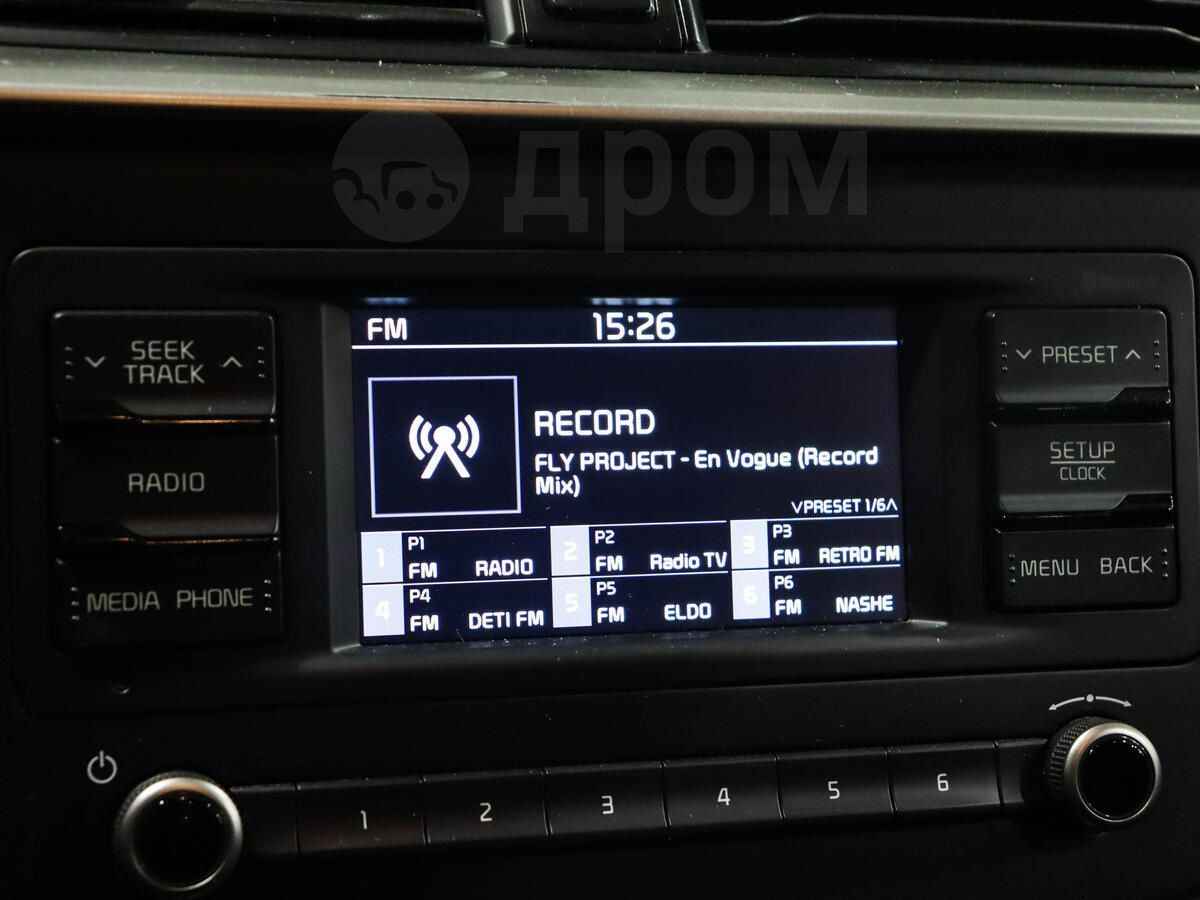 дром
FM 15:26
SEEK
TRACK
PRESET
RECORD
FLY PROJECT - En Vogue (Record
Mix)
RADIO
SETUP
CLOCK
PRESET 1/6
1 P1 FM RADIO
2 P2 FM Radio TV
3 P3 FM RETRO FM
4 P4 FM DETI FM
5 P5 FM ELDO
6 P6 FM NASHE
MEDIA PHONE
MENU BACK
1 2 3 4 5 6